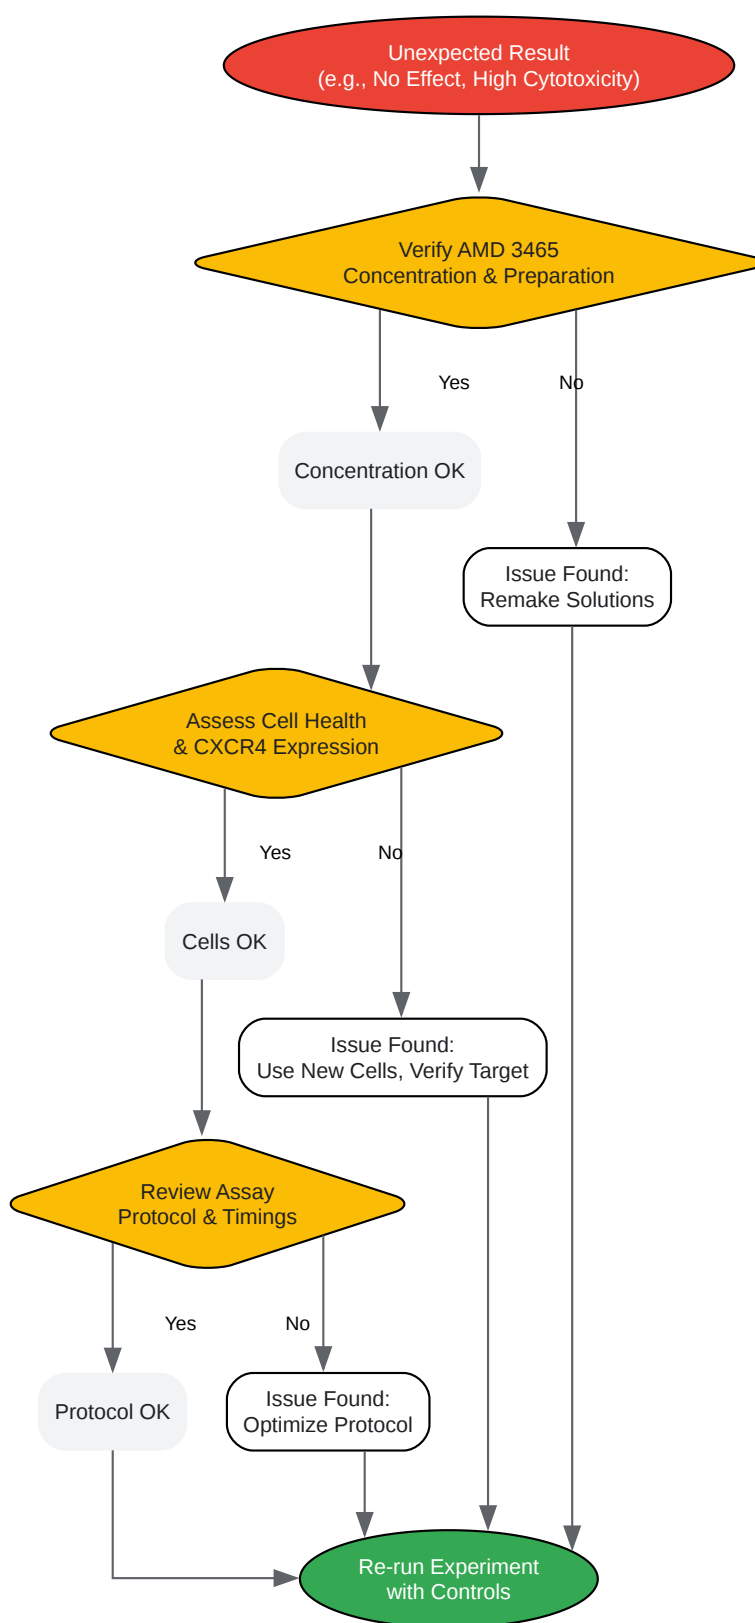 Unexpected Result
(e.g., No Effect, High Cytotoxicity)
Verify AMD 3465
Concentration & Preparation
Yes
No
Concentration OK
Issue Found:
Remake Solutions
Assess Cell Health
& CXCR4 Expression
Yes
No
Cells OK
Issue Found:
Use New Cells, Verify Target
Review Assay
Protocol & Timings
Yes
No
Protocol OK
Issue Found:
Optimize Protocol
Re-run Experiment
with Controls